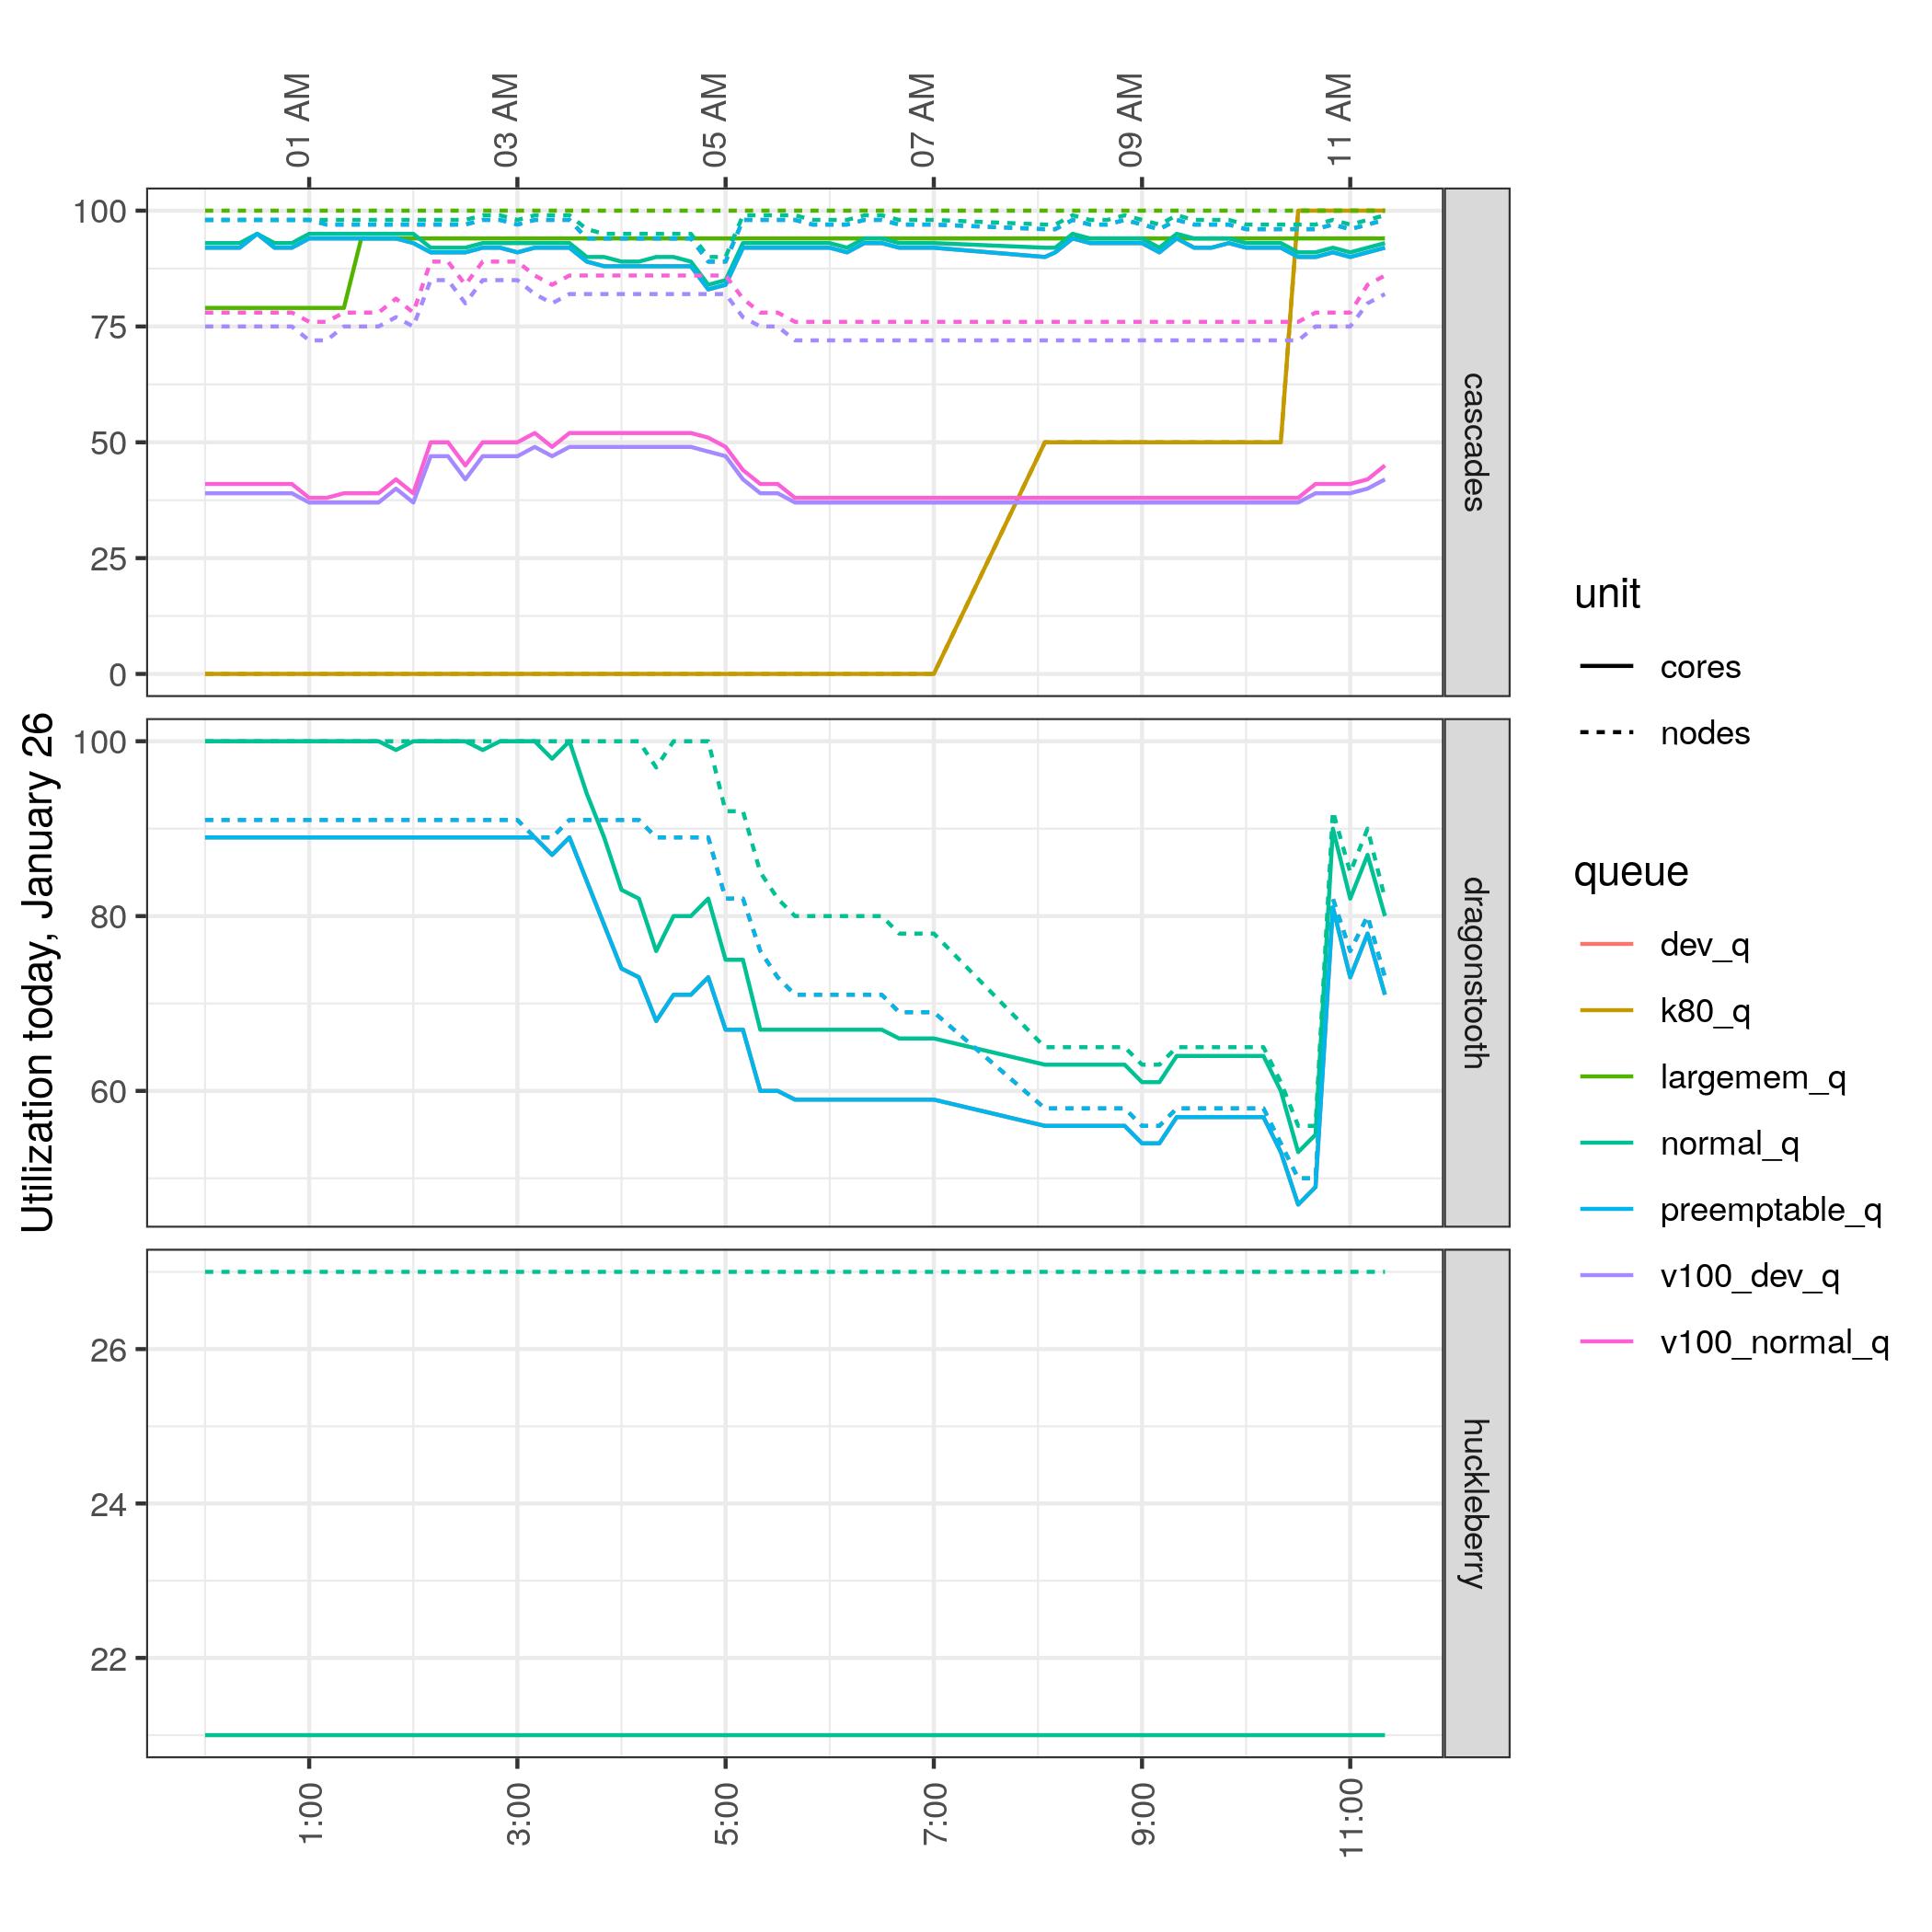 01 AM
03 AM
05 AM
07 AM
09 AM
11 AM
Utilization today, January 26
100
75
50
25
0
cascades
100
80
60
dragonstooth
26
24
22
huckleberry
1:00
3:00
5:00
7:00
9:00
11:00
unit
cores
nodes
queue
dev_q
k80_q
largemem_q
normal_q
preemptable_q
v100_dev_q
v100_normal_q